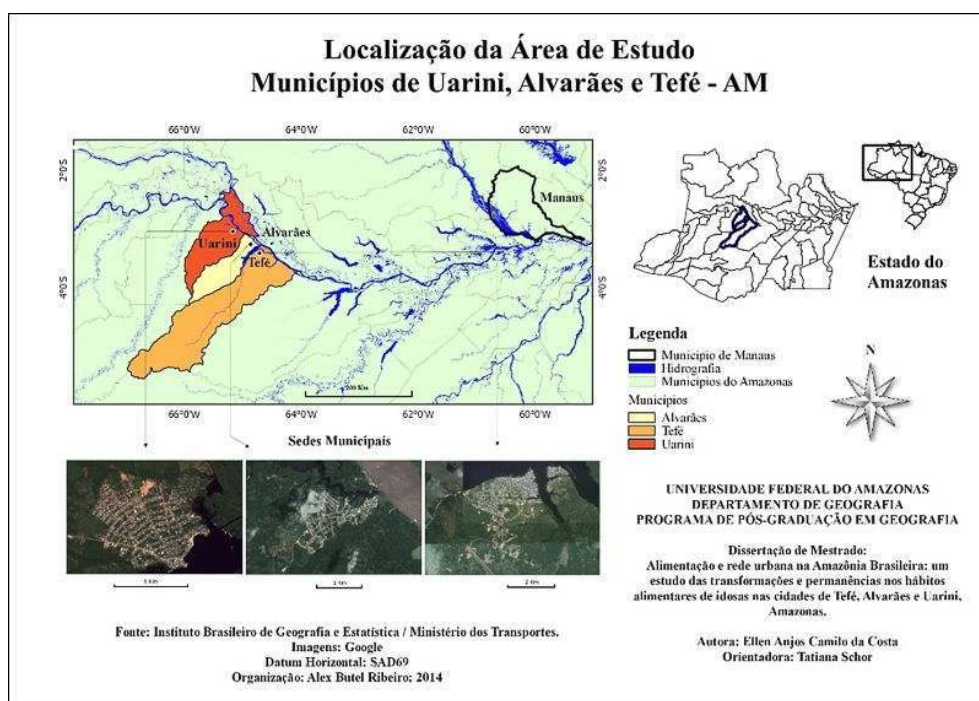 Localização da Área de Estudo
Municípios de Uarini, Alvarães e Tefé - AM
66°0'W 64°0'W 62°0'W 60°0'W
2°0'S
4°0'S
Manaus
Alvarães
Uarini
Tefé
2°0'S
4°0'S
200 Km
66°0'W 64°0'W 62°0'W 60°0'W
Estado do
Amazonas
Legenda
Município de Manaus
Hidrografia
Municípios do Amazonas
Municípios
Alvarães
Tefé
Uarini
N
Sedes Municipais
2 Km
UNIVERSIDADE FEDERAL DO AMAZONAS
DEPARTAMENTO DE GEOGRAFIA
PROGRAMA DE PÓS-GRADUAÇÃO EM GEOGRAFIA
Dissertação de Mestrado:
Alimentação e rede urbana na Amazônia Brasileira: um
estudo das transformações e permanências nos hábitos
alimentares de idosas nas cidades de Tefé, Alvarães e Uarini,
Amazonas.
Autora: Ellen Anjos Camilo da Costa
Orientadora: Tatiana Schor
Fonte: Instituto Brasileiro de Geografia e Estatística / Ministério dos Transportes.
Imagens: Google
Datum Horizontal: SAD69
Organização: Alex Butel Ribeiro; 2014